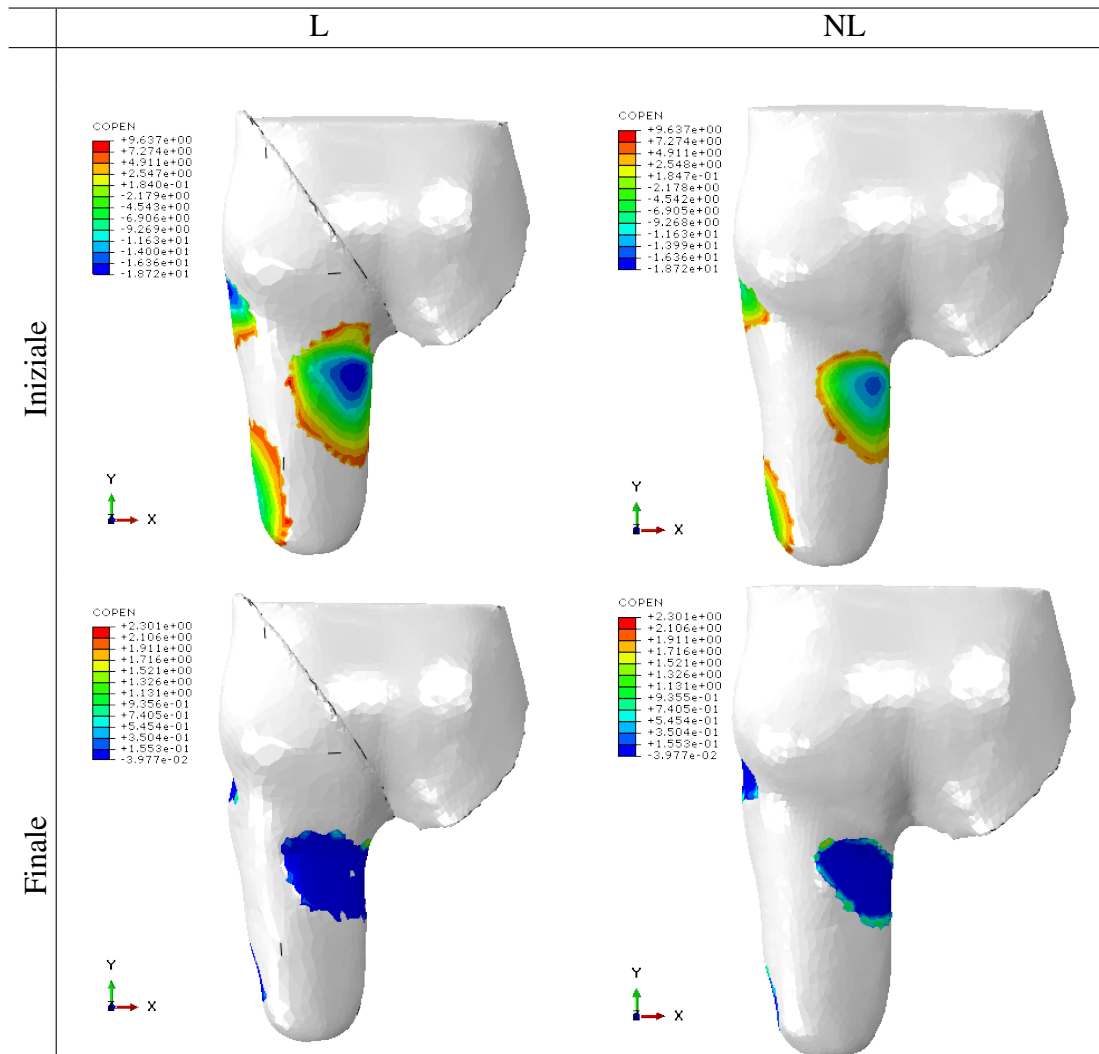 L NL
Iniziale
COPEN
+9.637e+00
+7.274e+00
+4.911e+00
+2.547e+00
+1.840e-01
-2.179e+00
-4.543e+00
-6.906e+00
-9.269e+00
-1.163e+01
-1.400e+01
-1.636e+01
-1.872e+01
Y
X
COPEN
+9.637e+00
+7.274e+00
+4.911e+00
+2.548e+00
+1.847e-01
-2.178e+00
-4.542e+00
-6.905e+00
-9.268e+00
-1.163e+01
-1.399e+01
-1.636e+01
-1.872e+01
Y
X
Finale
COPEN
+2.301e+00
+2.106e+00
+1.911e+00
+1.716e+00
+1.521e+00
+1.326e+00
+1.131e+00
+9.356e-01
+7.405e-01
+5.454e-01
+3.504e-01
+1.553e-01
-3.977e-02
Y
X
COPEN
+2.301e+00
+2.106e+00
+1.911e+00
+1.716e+00
+1.521e+00
+1.326e+00
+1.131e+00
+9.355e-01
+7.405e-01
+5.454e-01
+3.504e-01
+1.553e-01
-3.977e-02
Y
X